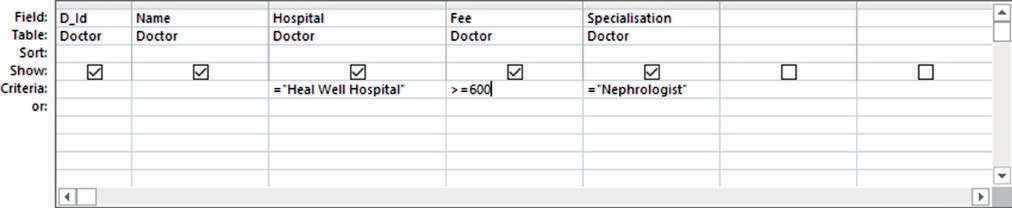 Field: D_Id Name Hospital Fee Specialisation
Table: Doctor Doctor Doctor Doctor Doctor
Sort:
Show:
Criteria: ="Heal Well Hospital" >=600 ="Nephrologist"
or: